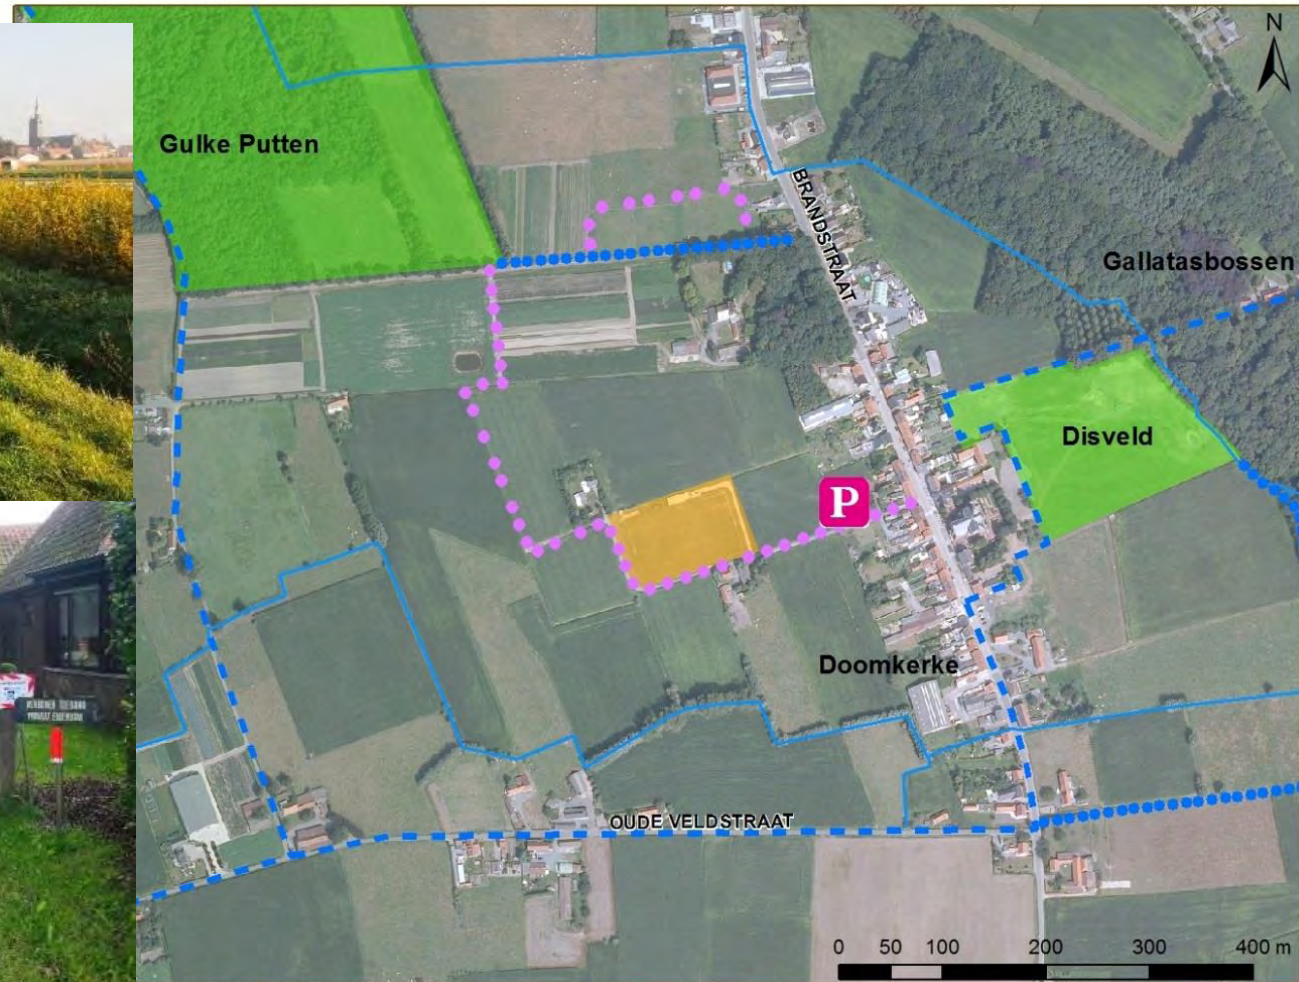 N
Gulke Putten
BRANDSTRAAT
Gallatasbossen
Disveld
P
Doomkerke
OUDE VELDSTRAAT
0 50 100 200 300 400 m